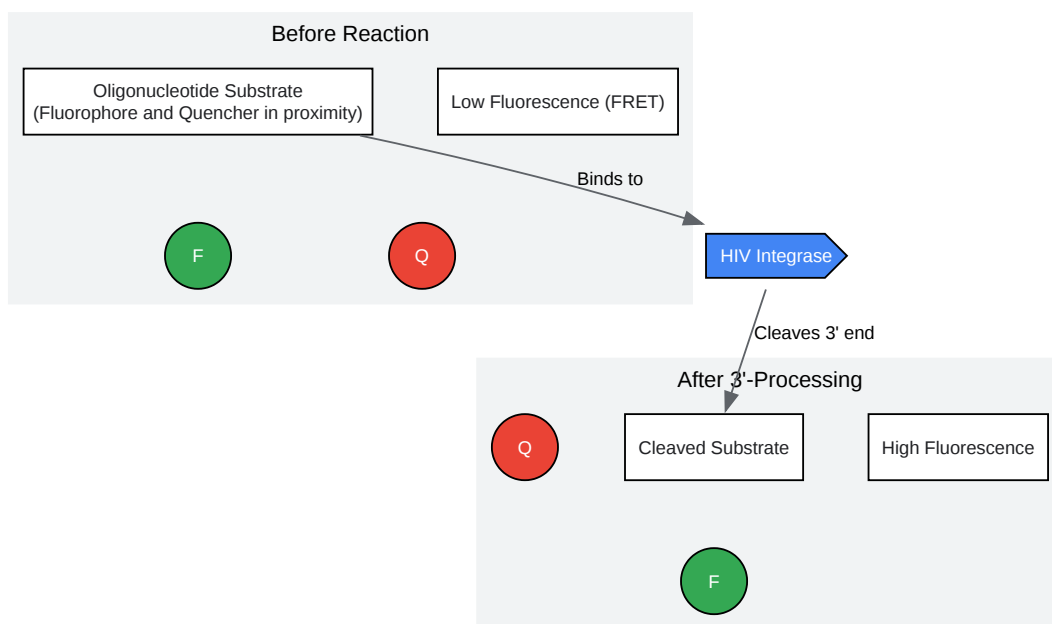 Before Reaction
Oligonucleotide Substrate
(Fluorophore and Quencher in proximity)
Low Fluorescence (FRET)
Binds to
F
Q
HIV Integrase
Cleaves 3' end
After 3'-Processing
Q
Cleaved Substrate
High Fluorescence
F